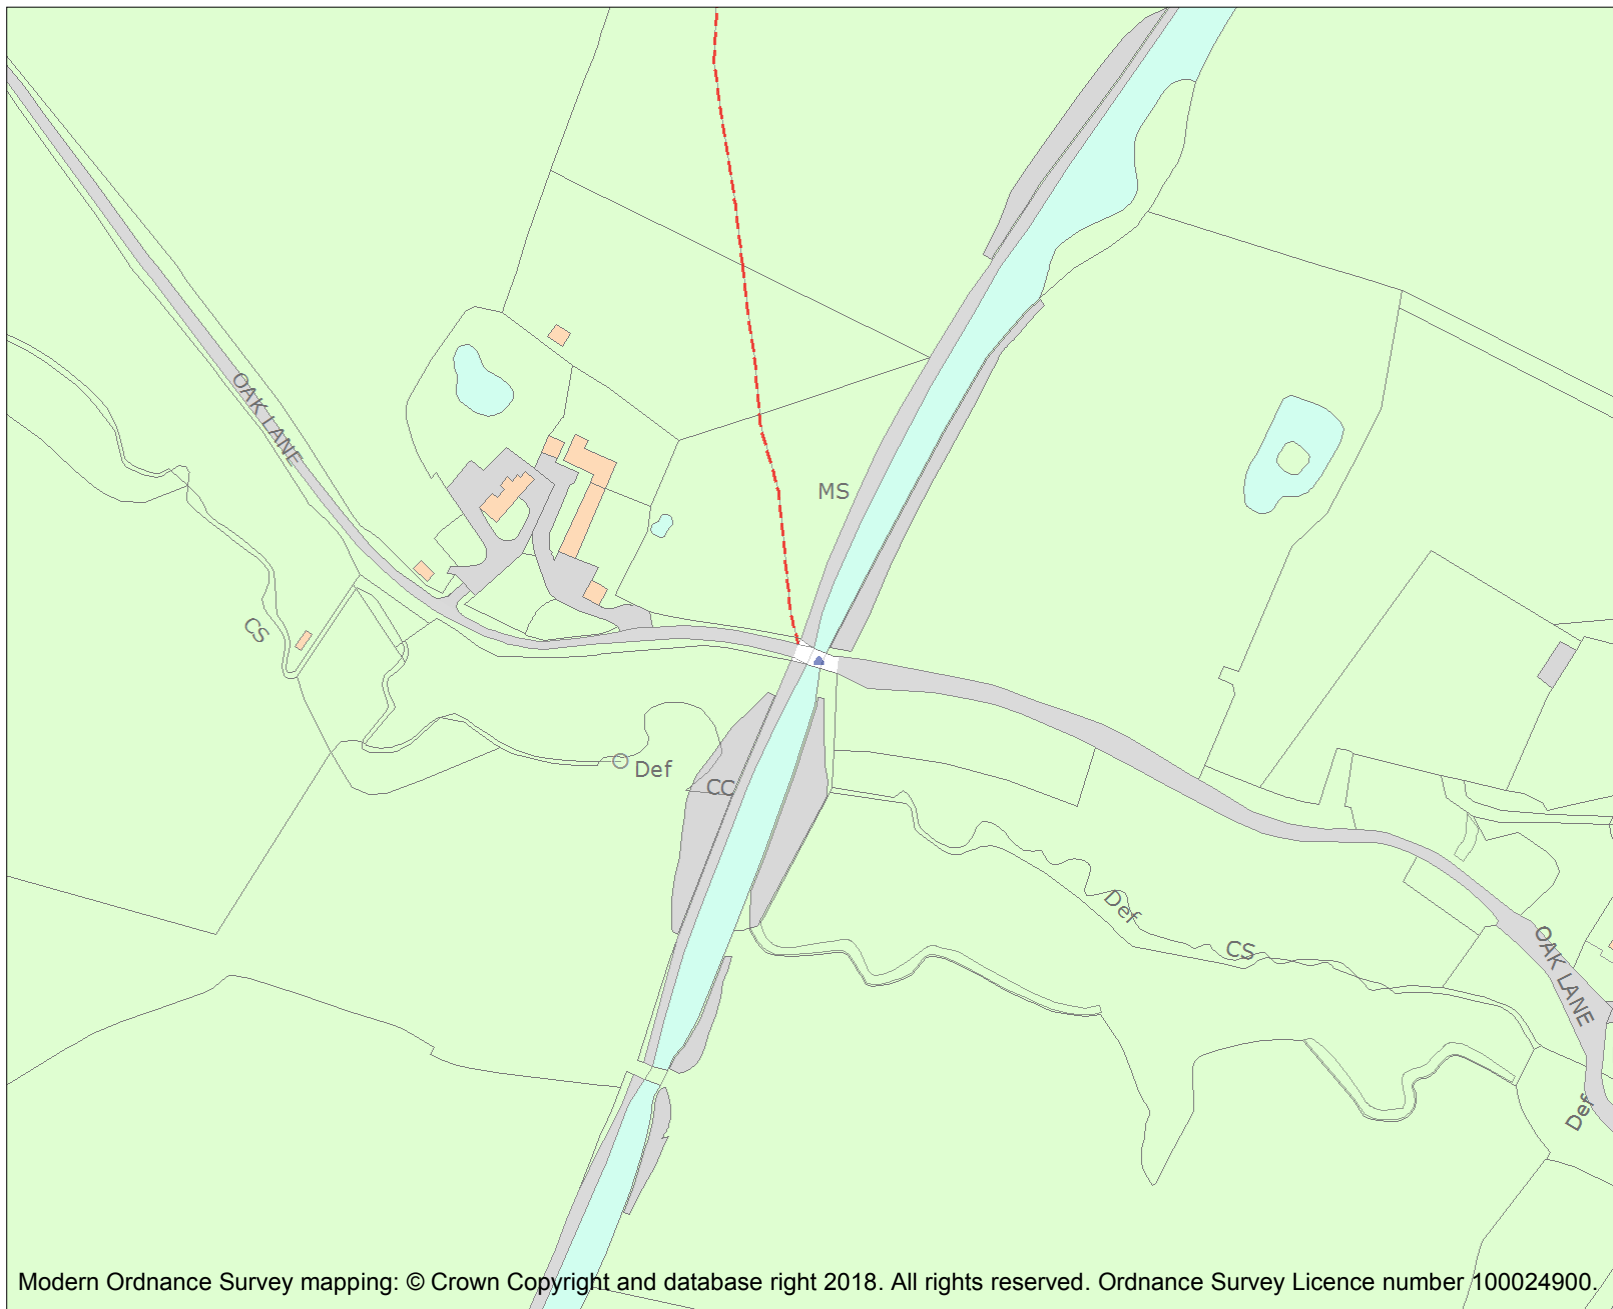 OAK LANE
MS
CS
Def
CC
Def
CS
OAK LANE
Def
Modern Ordnance Survey mapping: © Crown Copyright and database right 2018. All rights reserved. Ordnance Survey Licence number 100024900.